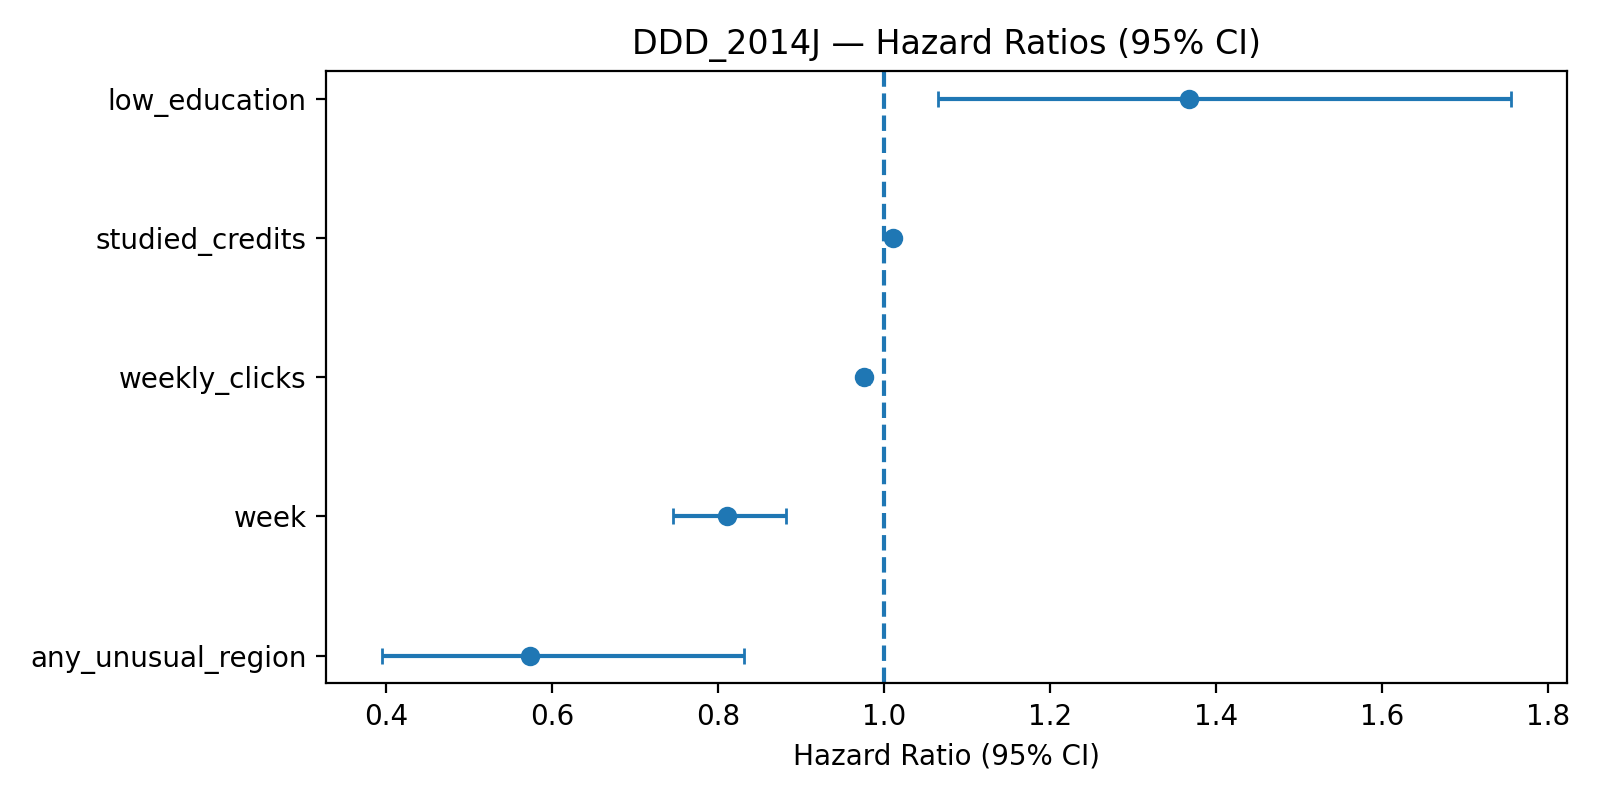 DDD_2014J — Hazard Ratios (95% CI)
low_education
studied_credits
weekly_clicks
week
any_unusual_region
0.4 0.6 0.8 1.0 1.2 1.4 1.6 1.8
Hazard Ratio (95% CI)